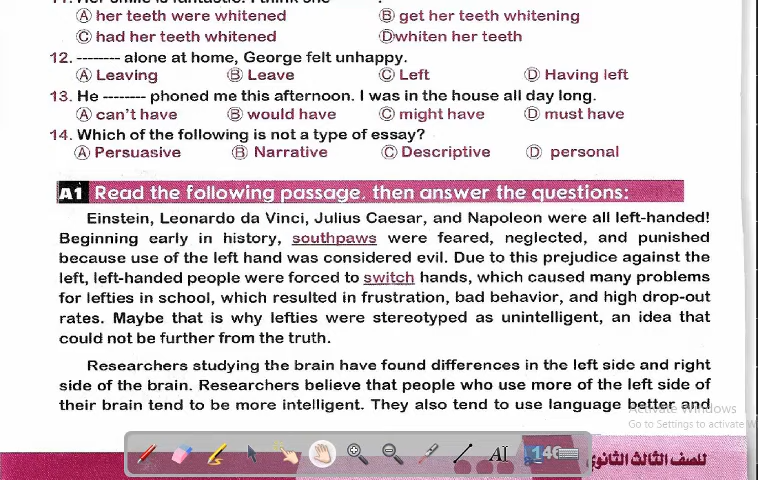 Ⓐ her teeth were whitened Ⓑ get her teeth whitening
Ⓒ had her teeth whitened Ⓓwhiten her teeth
12. -------- alone at home, George felt unhappy.
Ⓐ Leaving Ⓑ Leave Ⓒ Left Ⓓ Having left
13. He -------- phoned me this afternoon. I was in the house all day long.
Ⓐ can't have Ⓑ would have Ⓒ might have Ⓓ must have
14. Which of the following is not a type of essay?
Ⓐ Persuasive Ⓑ Narrative Ⓒ Descriptive Ⓓ personal
A1 Read the following passage. then answer the questions:
Einstein, Leonardo da Vinci, Julius Caesar, and Napoleon were all left-handed!
Beginning early in history, southpaws were feared, neglected, and punished
because use of the left hand was considered evil. Due to this prejudice against the
left, left-handed people were forced to switch hands, which caused many problems
for lefties in school, which resulted in frustration, bad behavior, and high drop-out
rates. Maybe that is why lefties were stereotyped as unintelligent, an idea that
could not be further from the truth.
Researchers studying the brain have found differences in the left side and right
side of the brain. Researchers believe that people who use more of the left side of
their brain tend to be more intelligent. They also tend to use language better and
Activate Windows
Go to Settings to activate W
A
146
للصف الثالث الثانوي